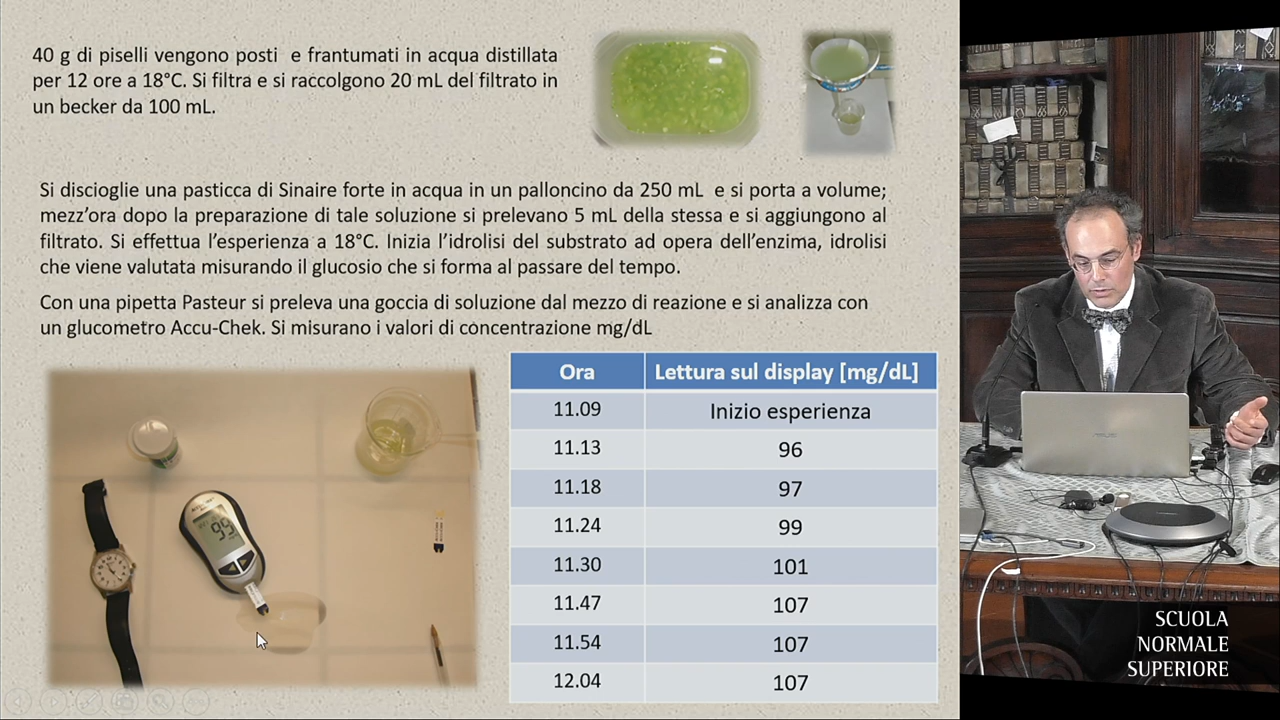 40 g di piselli vengono posti e frantumati in acqua distillata
per 12 ore a 18°C. Si filtra e si raccolgono 20 mL del filtrato in
un becker da 100 mL.
Si discioglie una pasticca di Sinaire forte in acqua in un palloncino da 250 mL e si porta a volume;
mezz’ora dopo la preparazione di tale soluzione si prelevano 5 mL della stessa e si aggiungono al
filtrato. Si effettua l’esperienza a 18°C. Inizia l’idrolisi del substrato ad opera dell’enzima, idrolisi
che viene valutata misurando il glucosio che si forma al passare del tempo.
Con una pipetta Pasteur si preleva una goccia di soluzione dal mezzo di reazione e si analizza con
un glucometro Accu-Chek. Si misurano i valori di concentrazione mg/dL
Ora Lettura sul display [mg/dL]
11.09 Inizio esperienza
11.13 96
11.18 97
11.24 99
11.30 101
11.47 107
11.54 107
12.04 107
99
SCUOLA
NORMALE
SUPERIORE